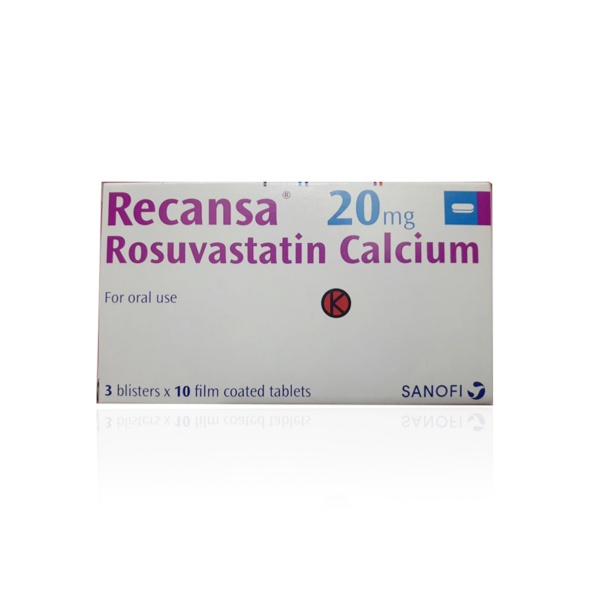 Recansa® 20mg
Rosuvastatin Calcium
For oral use
K
3 blisters x 10 film coated tablets
SANOFI